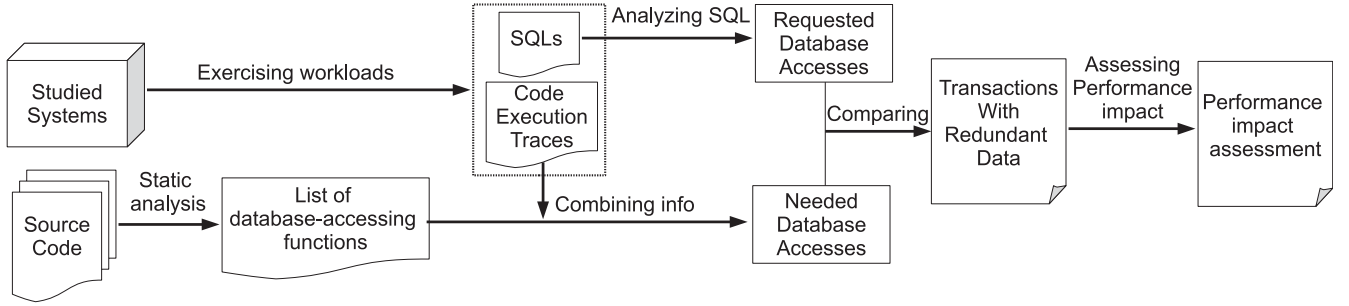 Studied
Systems
Exercising workloads
SQLs
Code
Execution
Traces
Analyzing SQL
Requested
Database
Accesses
Source
Code
Static
analysis
List of
database-accessing
functions
Combining info
Needed
Database
Accesses
Comparing
Transactions
With
Redundant
Data
Assessing
Performance
impact
Performance
impact
assessment